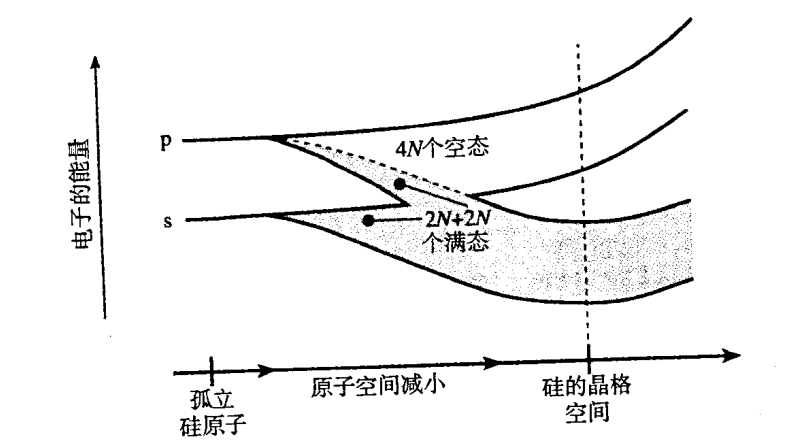 电子的能量
p
4N个空态
s
2N+2N
个满态
原子空间减小
孤立
硅原子
硅的晶格
空间